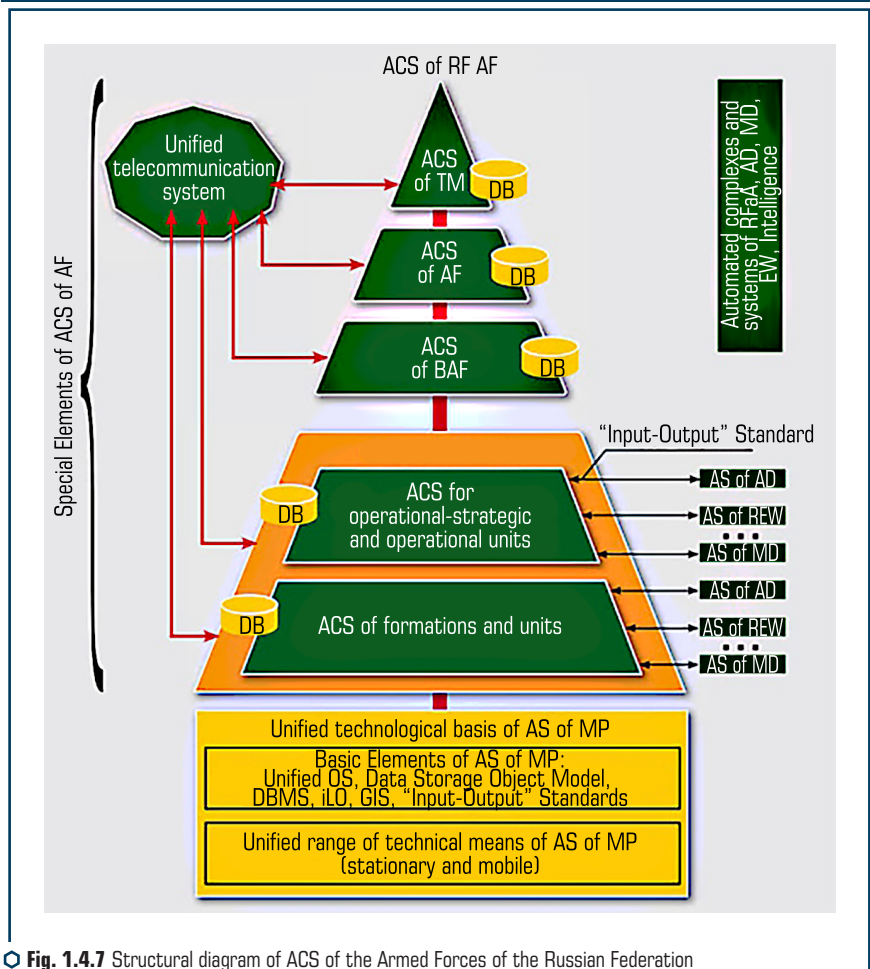 ACS of RF AF
Unified
telecommunication
system
ACS
of TM
DB
ACS
of AF
DB
ACS
of BAF
DB
Automated complexes and
systems of RFaA, AD, MD,
EW, Intelligence
Special Elements of ACS of AF
"Input-Output" Standard
ACS for
operational-strategic
and operational units
DB
AS of AD
AS of REW
...
AS of MD
ACS of formations and units
DB
AS of AD
AS of REW
...
AS of MD
Unified technological basis of AS of MP
Basic Elements of AS of MP:
Unified OS, Data Storage Object Model,
DBMS, iLO, GIS, "Input-Output" Standards
Unified range of technical means of AS of MP
(stationary and mobile)
Fig. 1.4.7 Structural diagram of ACS of the Armed Forces of the Russian Federation